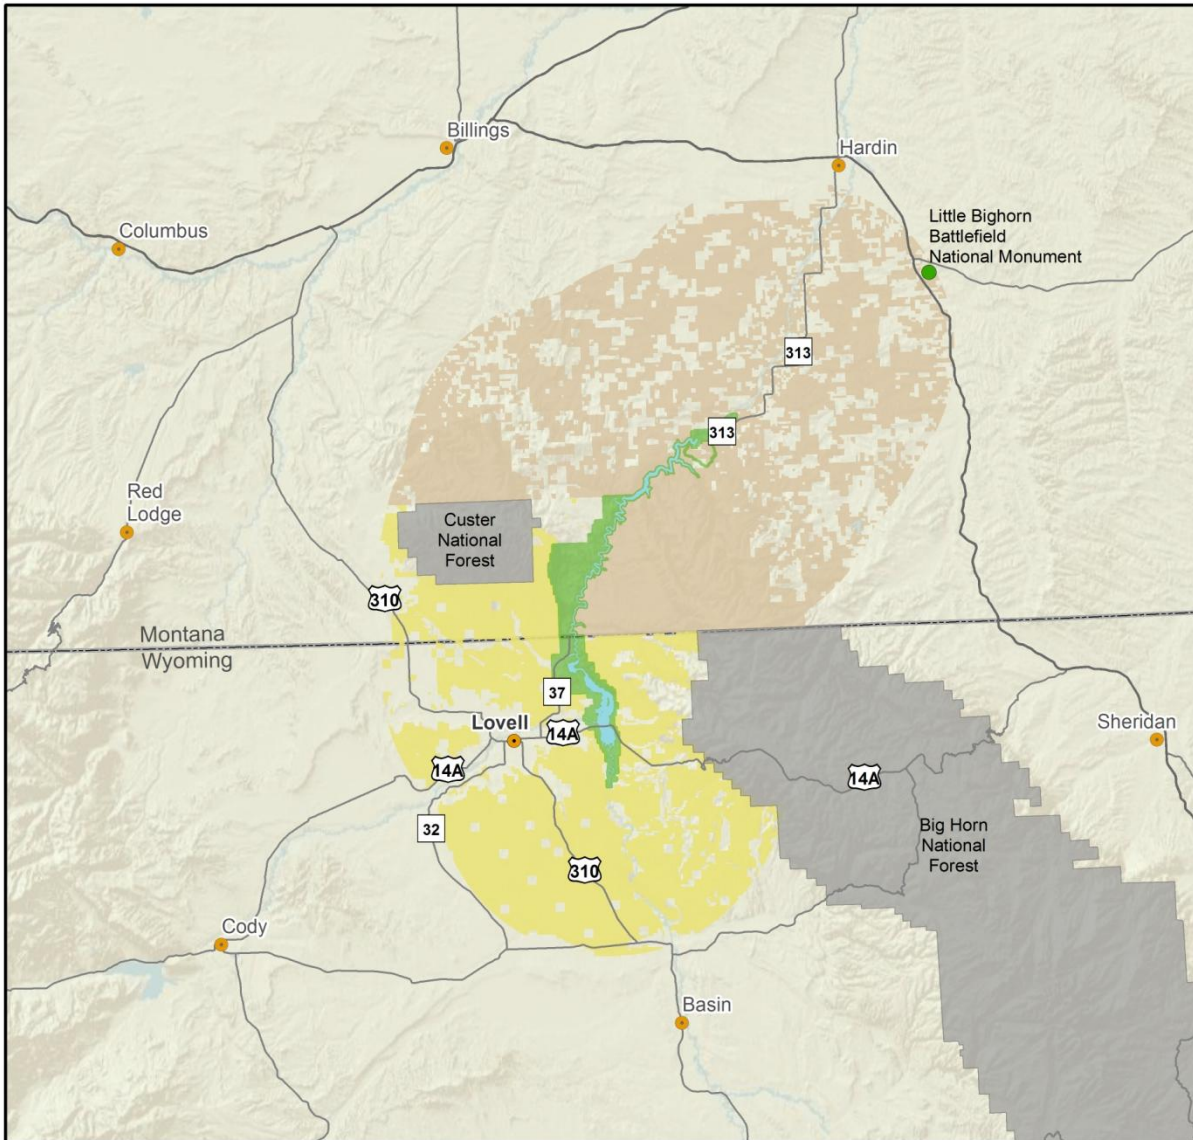 Billings
Hardin
Columbus
Little Bighorn
Battlefield
National Monument
313
313
Red
Lodge
Custer
National
Forest
310
Montana
Wyoming
37
Lovell
14A
Sheridan
14A
14A
32
Big Horn
National
Forest
310
Cody
Basin